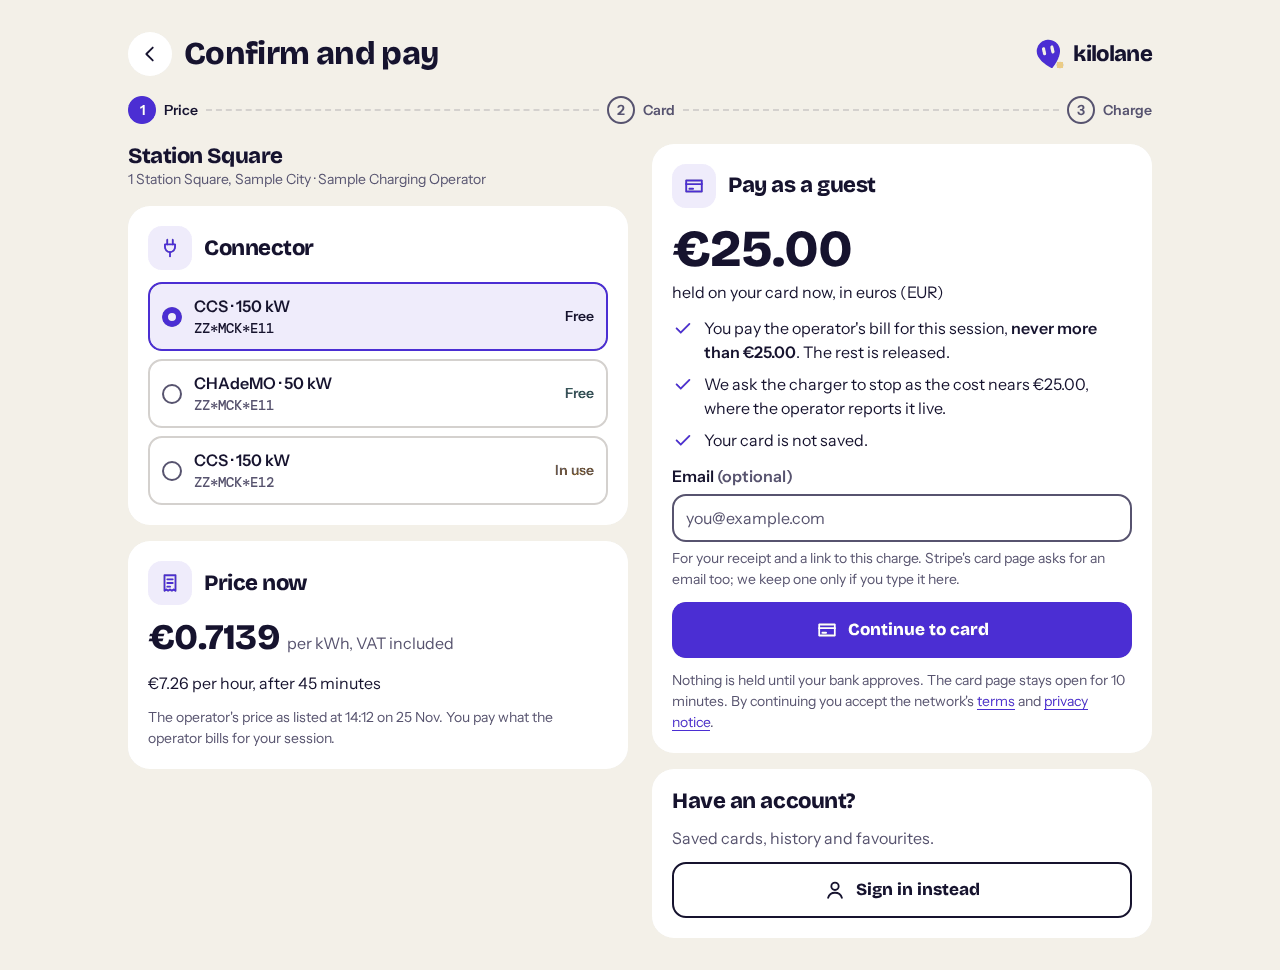 Confirm and pay
kilolane
1 Price
2 Card
3 Charge
Station Square
1 Station Square, Sample City · Sample Charging Operator
Connector
CCS · 150 kW
ZZ*MCK*E11
Free
CHAdeMO · 50 kW
ZZ*MCK*E11
Free
CCS · 150 kW
ZZ*MCK*E12
In use
Price now
€0.7139 per kWh, VAT included
€7.26 per hour, after 45 minutes
The operator's price as listed at 14:12 on 25 Nov. You pay what the
operator bills for your session.
Pay as a guest
€25.00
held on your card now, in euros (EUR)
You pay the operator's bill for this session, never more
than €25.00. The rest is released.
We ask the charger to stop as the cost nears €25.00,
where the operator reports it live.
Your card is not saved.
Email (optional)
you@example.com
For your receipt and a link to this charge. Stripe's card page asks for an
email too; we keep one only if you type it here.
Continue to card
Nothing is held until your bank approves. The card page stays open for 10
minutes. By continuing you accept the network's terms and privacy
notice.
Have an account?
Saved cards, history and favourites.
Sign in instead